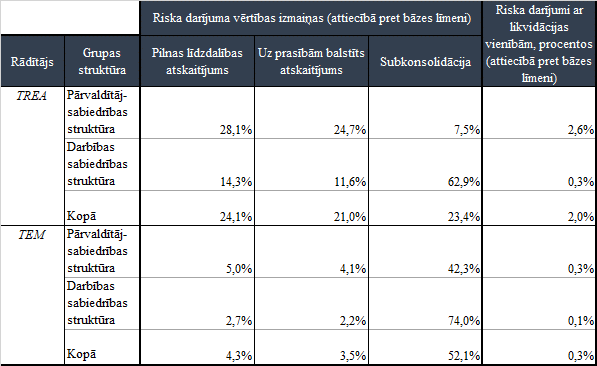 Riska darījuma vērtības izmaiņas (attiecībā pret bāzes līmeni)
Riska darījumi ar likvidācijas vienībām, procentos (attiecībā pret bāzes līmeni)
Rādītājs
Grupas struktūra
Pilnas līdzdalības atskaitījums
Uz prasībām balstīts atskaitījums
Subkonsolidācija
TREA
Pārvaldītāj-
sabiedrības
struktūra 28,1% 24,7% 7,5% 2,6%
Darbības
sabiedrības
struktūra 14,3% 11,6% 62,9% 0,3%
Kopā 24,1% 21,0% 23,4% 2,0%
TEM
Pārvaldītāj-
sabiedrības
struktūra 5,0% 4,1% 42,3% 0,3%
Darbības
sabiedrības
struktūra 2,7% 2,2% 74,0% 0,1%
Kopā 4,3% 3,5% 52,1% 0,3%